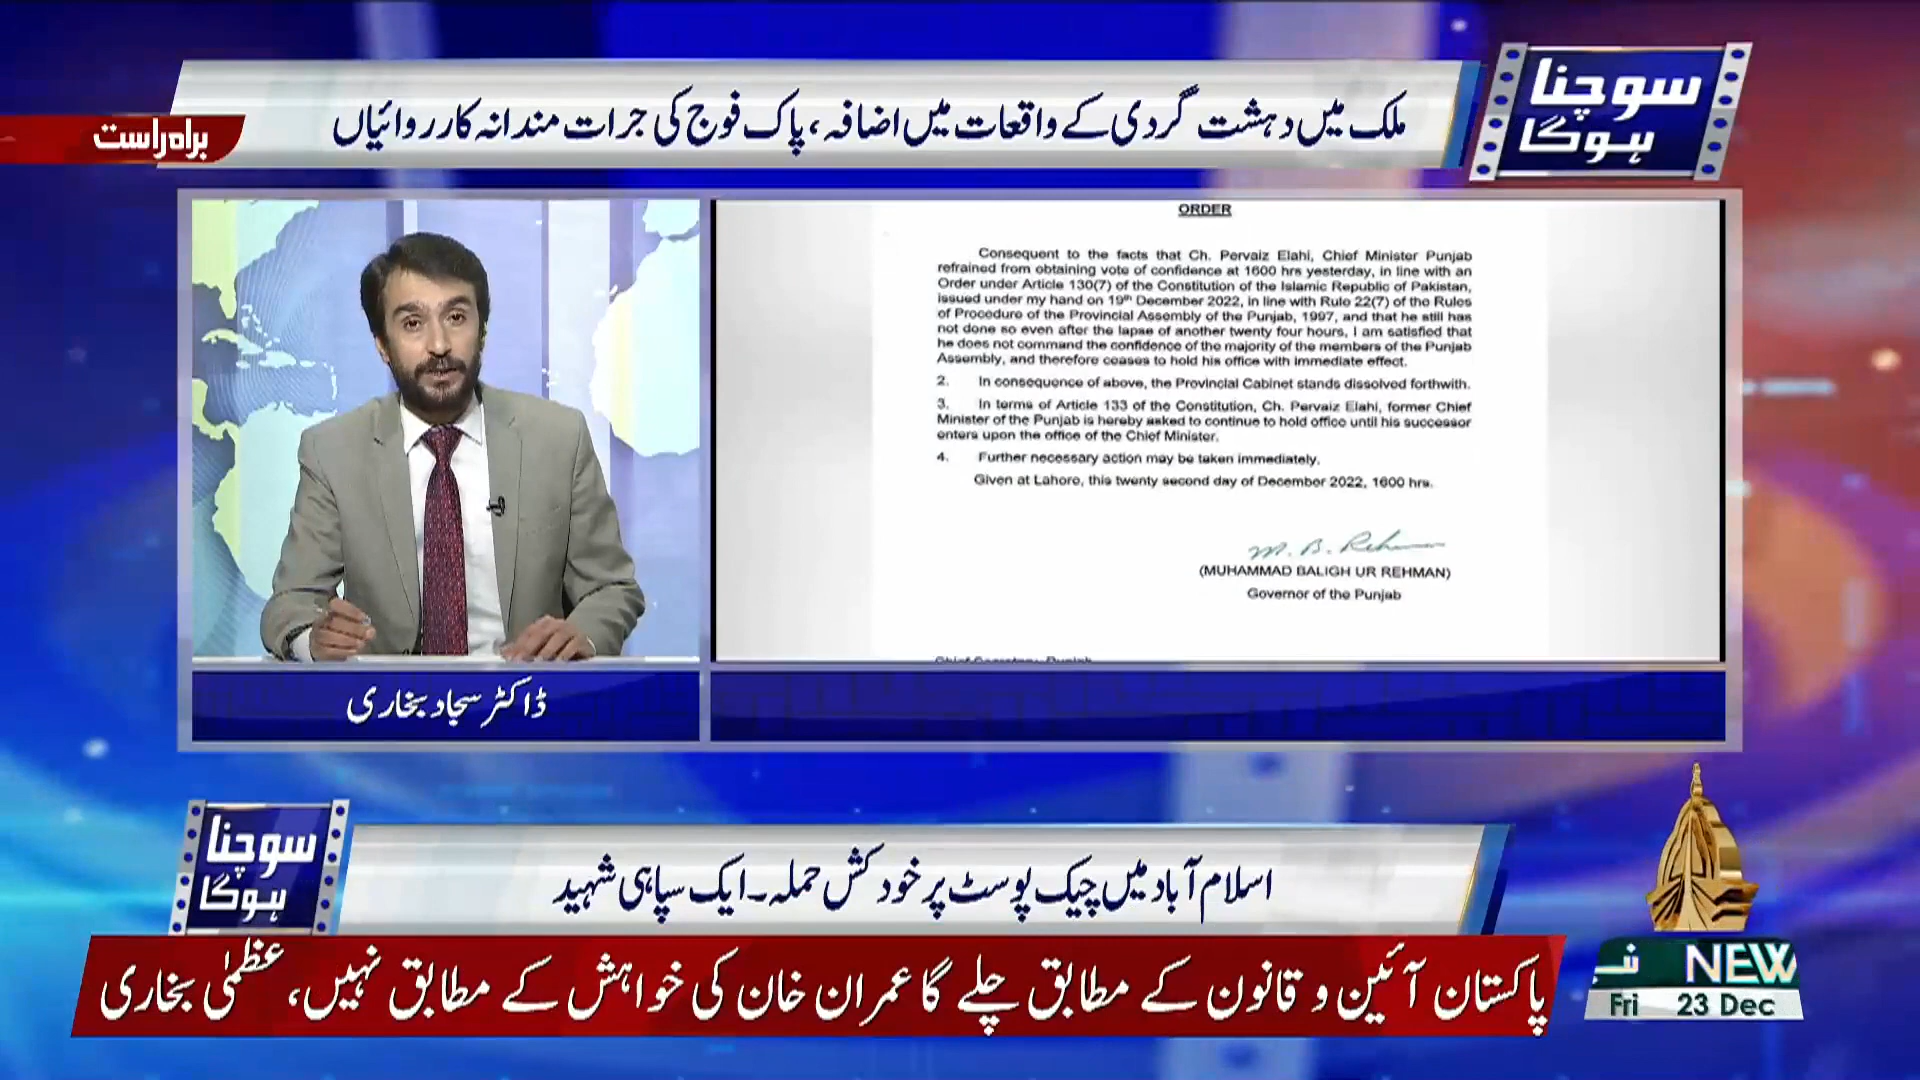 سوچنا
ہوگا
ملک میں دہشت گردی کے واقعات میں اضافہ، پاک فوج کی جرات مندانہ کارروائیاں
براہ راست
ORDER
Consequent to the facts that Ch. Pervaiz Elahi, Chief Minister Punjab
refrained from obtaining vote of confidence at 1600 hrs yesterday, in line with an
Order under Article 130(7) of the Constitution of the Islamic Republic of Pakistan,
issued under my hand on 19th December 2022, in line with Rule 22(7) of the Rules
of Procedure of the Provincial Assembly of the Punjab, 1997, and that he still has
not done so even after the lapse of another twenty four hours, I am satisfied that
he does not command the confidence of the majority of the members of the Punjab
Assembly, and therefore ceases to hold his office with immediate effect.
2. In consequence of above, the Provincial Cabinet stands dissolved forthwith.
3. In terms of Article 133 of the Constitution, Ch. Pervaiz Elahi, former Chief
Minister of the Punjab is hereby asked to continue to hold office until his successor
enters upon the office of the Chief Minister.
4. Further necessary action may be taken immediately.
Given at Lahore, this twenty second day of December 2022, 1600 hrs.
M. B. Rehman
(MUHAMMAD BALIGH UR REHMAN)
Governor of the Punjab
ڈاکٹر سجاد بخاری
سوچنا
ہوگا
اسلام آباد میں چیک پوسٹ پر خودکش حملہ۔ ایک سپاہی شہید
پاکستان آئین و قانون کے مطابق چلے گا عمران خان کی خواہش کے مطابق نہیں، عظمیٰ بخاری
NEW
Fri 23 Dec